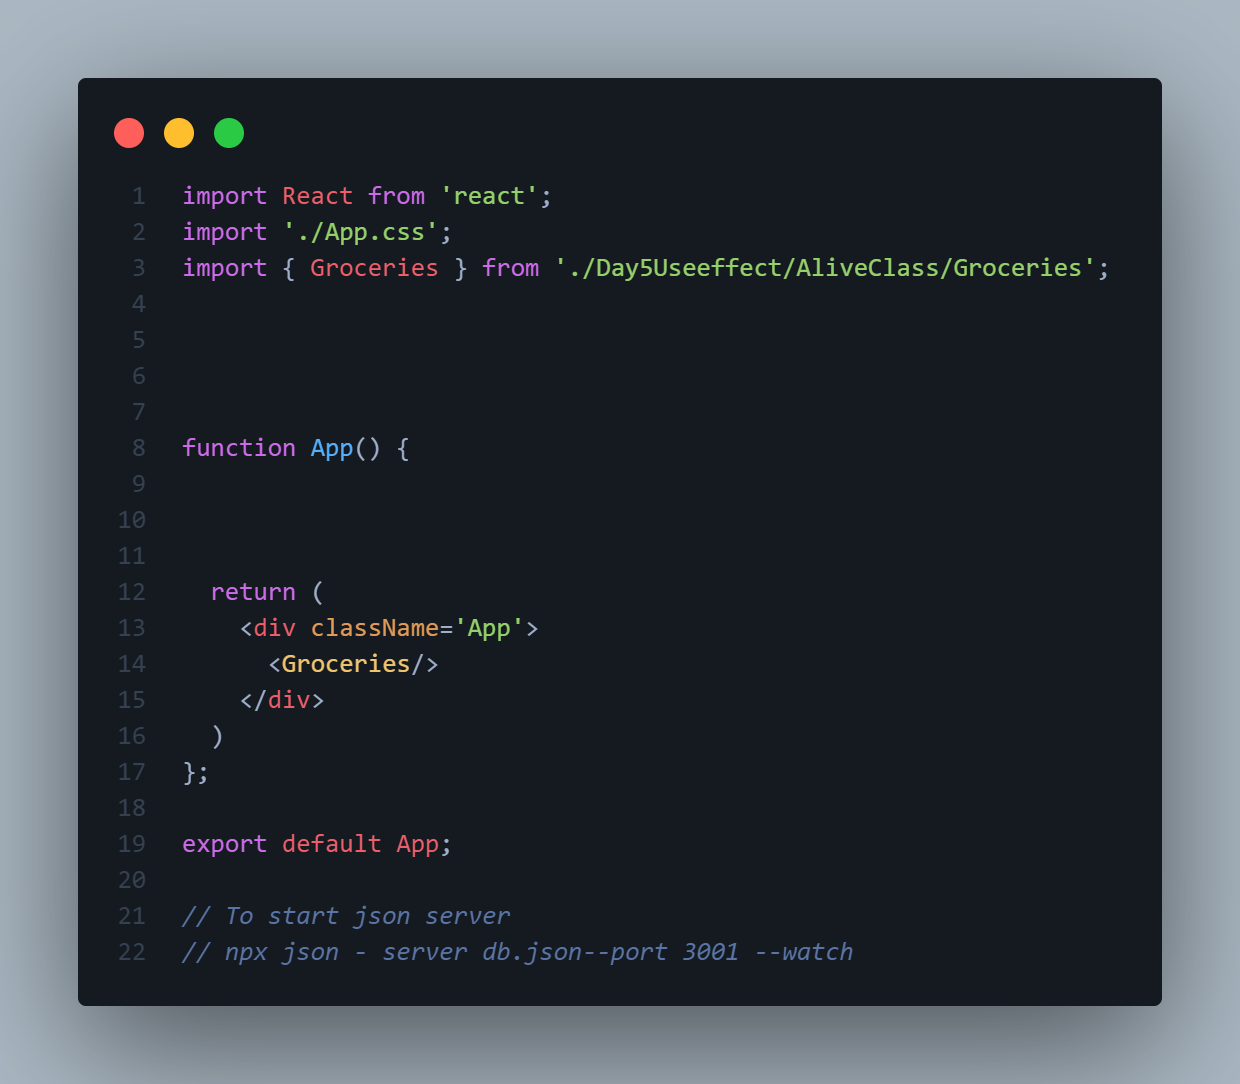 1 import React from 'react';
2 import './App.css';
3 import { Groceries } from './Day5Useeffect/AliveClass/Groceries';
4
5
6
7
8 function App() {
9
10
11
12   return (
13     <div className='App'>
14       <Groceries/>
15     </div>
16   )
17 };
18
19 export default App;
20
21 // To start json server
22 // npx json - server db.json--port 3001 --watch